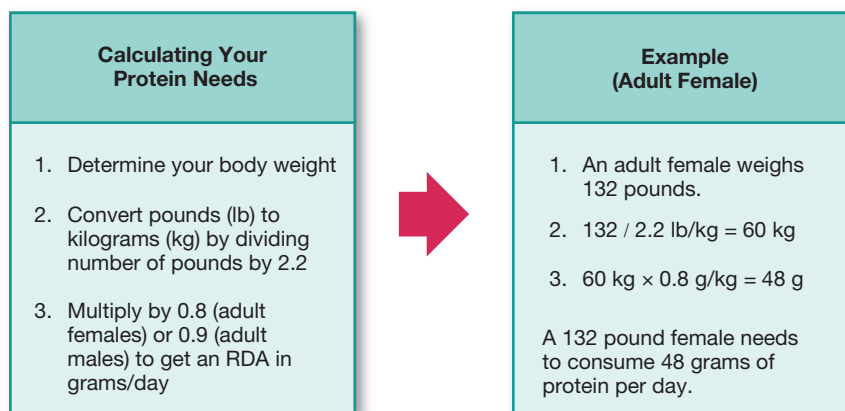 Calculating Your
Protein Needs
1. Determine your body weight
2. Convert pounds (lb) to
kilograms (kg) by dividing
number of pounds by 2.2
3. Multiply by 0.8 (adult
females) or 0.9 (adult
males) to get an RDA in
grams/day
Example
(Adult Female)
1. An adult female weighs
132 pounds.
2. 132 / 2.2 lb/kg = 60 kg
3. 60 kg × 0.8 g/kg = 48 g
A 132 pound female needs
to consume 48 grams of
protein per day.